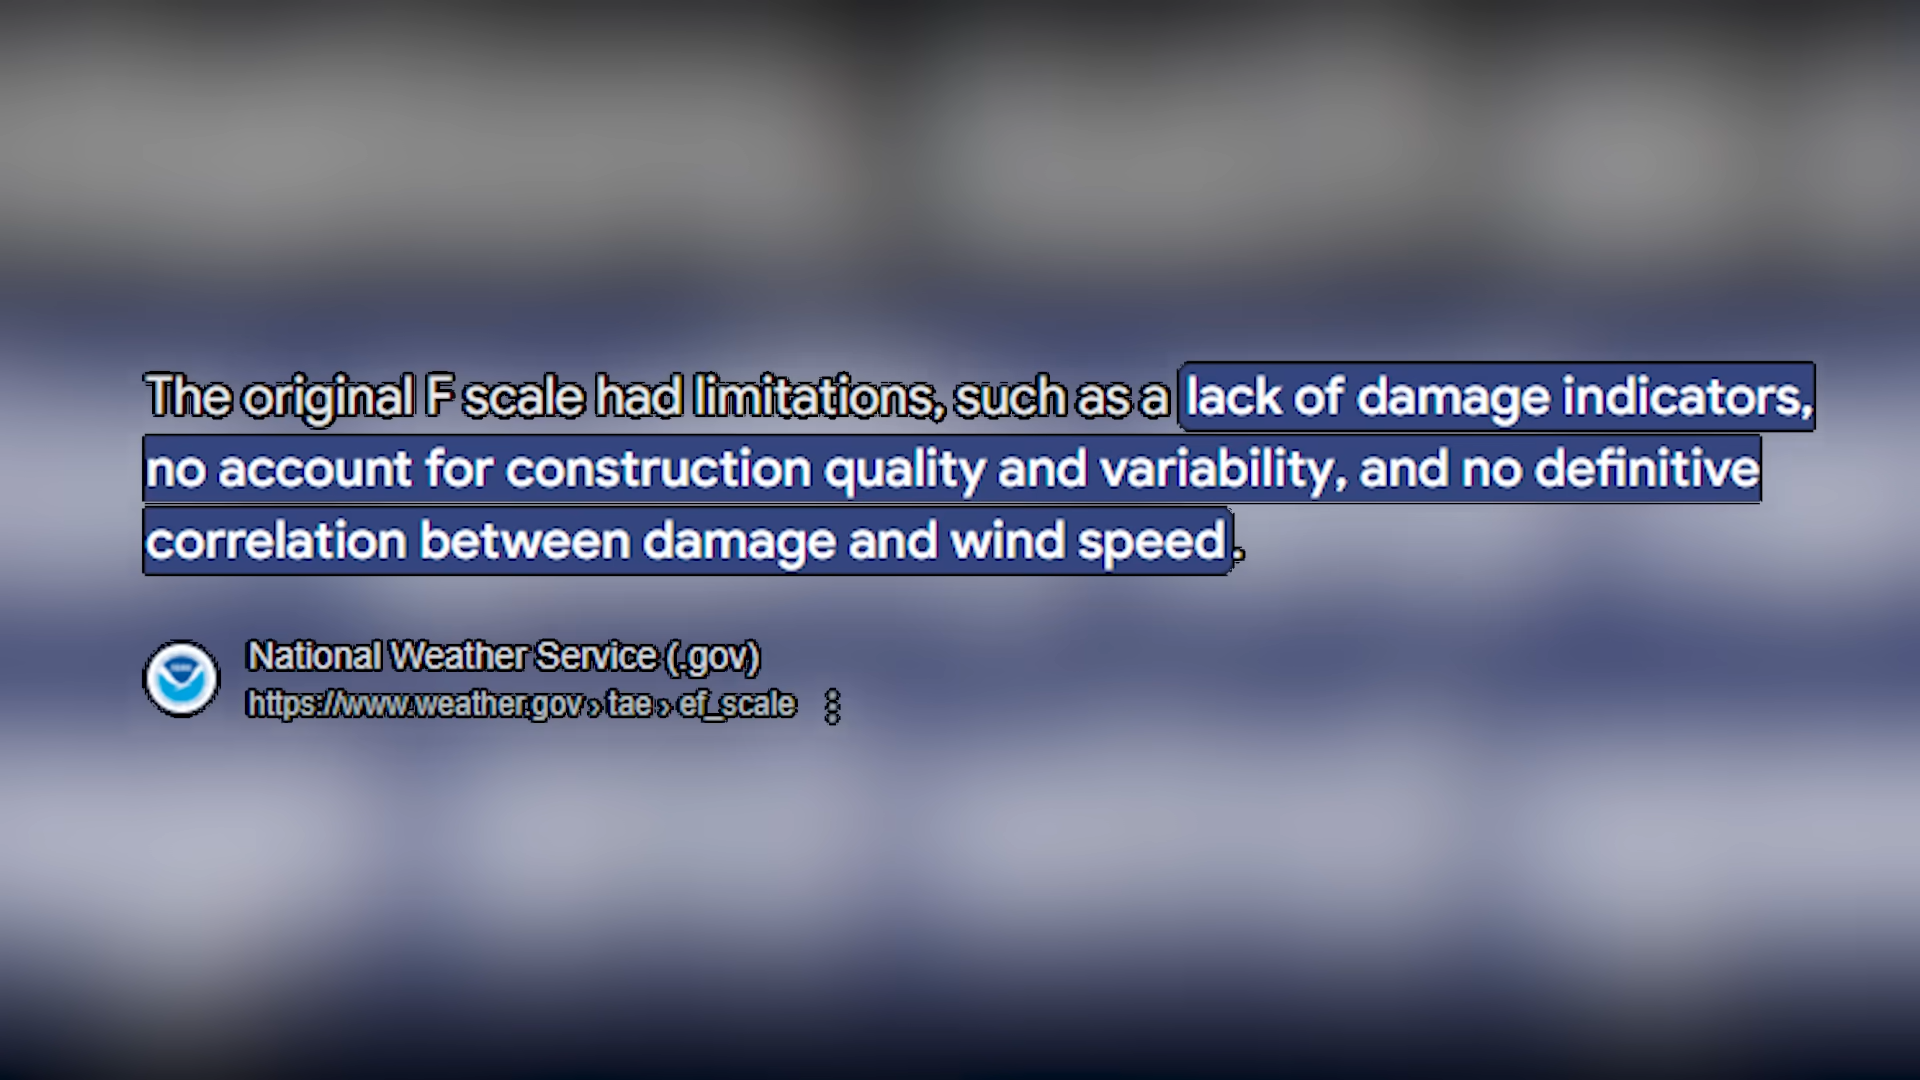 The original F scale had limitations, such as a lack of damage indicators,
no account for construction quality and variability, and no definitive
correlation between damage and wind speed.
National Weather Service (.gov)
https://www.weather.gov › tae › ef_scale